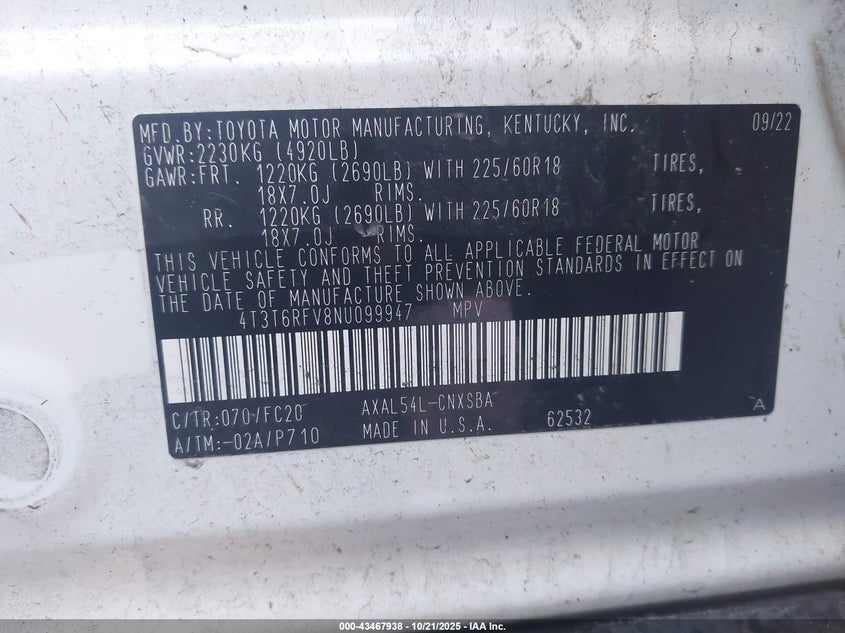 MFD.BY:TOYOTA MOTOR MANUFACTURING, KENTUCKY, INC. 09/22
GVWR:2230KG (4920LB)
GAWR:FRT. 1220KG (2690LB) WITH 225/60R18 TIRES,
18X7.0J RIMS.
RR. 1220KG (2690LB) WITH 225/60R18 TIRES,
18X7.0J RIMS.
THIS VEHICLE CONFORMS TO ALL APPLICABLE FEDERAL MOTOR
VEHICLE SAFETY AND THEFT PREVENTION STANDARDS IN EFFECT ON
THE DATE OF MANUFACTURE SHOWN ABOVE.
4T3T6RFV8NU099947 MPV
C/TR:070/FC20 AXAL54L-CNXSBA
A/TM:-02A/P710 MADE IN U.S.A. 62532 A
000-43467938 - 10/21/2025 - IAA Inc.